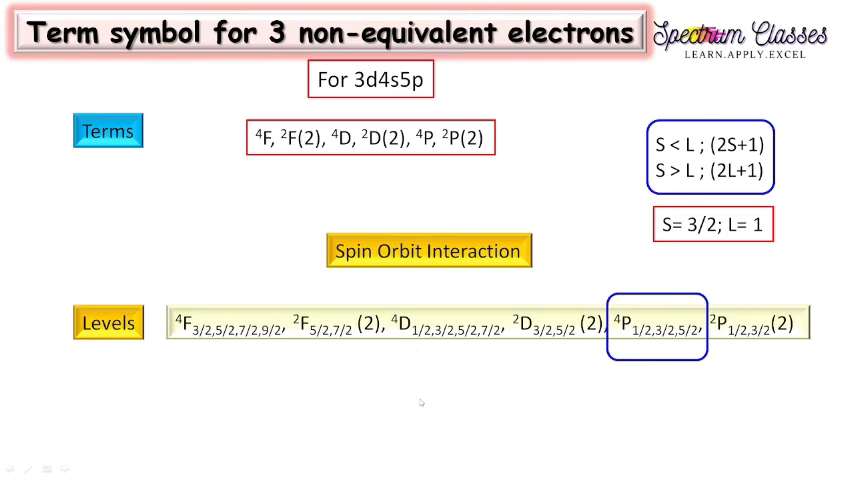 Term symbol for 3 non-equivalent electrons
Spectrum Classes
LEARN.APPLY.EXCEL
For 3d4s5p
Terms
⁴F, ²F(2), ⁴D, ²D(2), ⁴P, ²P(2)
S < L ; (2S+1)
S > L ; (2L+1)
S= 3/2; L= 1
Spin Orbit Interaction
Levels
⁴F3/2,5/2,7/2,9/2, ²F5/2,7/2 (2), ⁴D1/2,3/2,5/2,7/2, ²D3/2,5/2 (2), ⁴P1/2,3/2,5/2, ²P1/2,3/2(2)